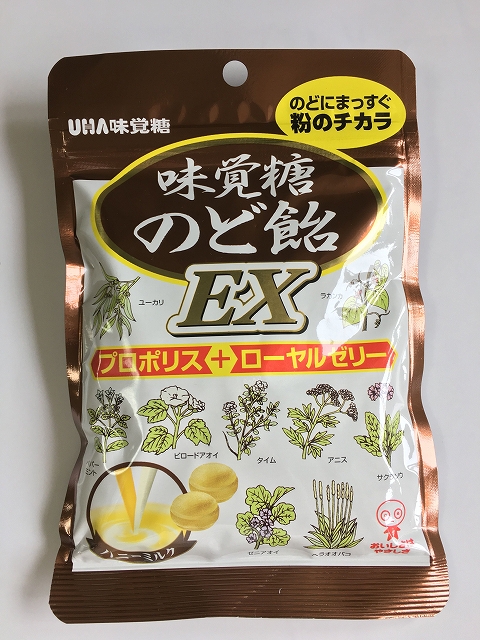 UHA味覚糖
のどにまっすぐ
粉のチカラ
味覚糖
のど飴
EX
ユーカリ
ラカンカ
プロポリス+ローヤルゼリー
ビロードアオイ
タイム
アニス
サクラソウ
ハニーミルク
ゼニアオイ
ヘラオオバコ